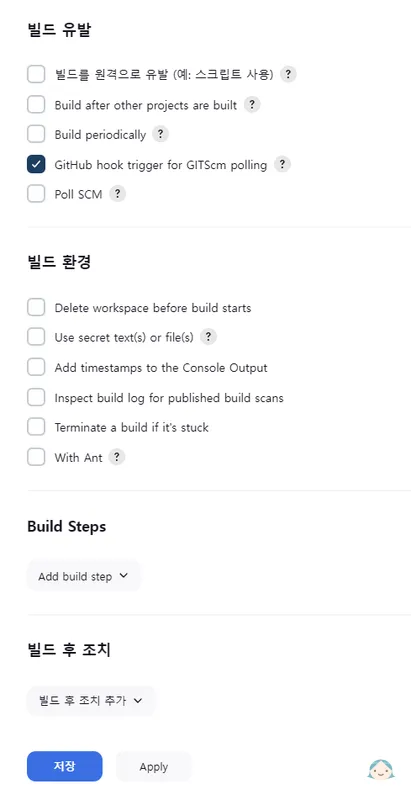 빌드 유발
빌드를 원격으로 유발 (예: 스크립트 사용) ?
Build after other projects are built ?
Build periodically ?
GitHub hook trigger for GITScm polling ?
Poll SCM ?
빌드 환경
Delete workspace before build starts
Use secret text(s) or file(s) ?
Add timestamps to the Console Output
Inspect build log for published build scans
Terminate a build if it's stuck
With Ant ?
Build Steps
Add build step
빌드 후 조치
빌드 후 조치 추가
저장 Apply